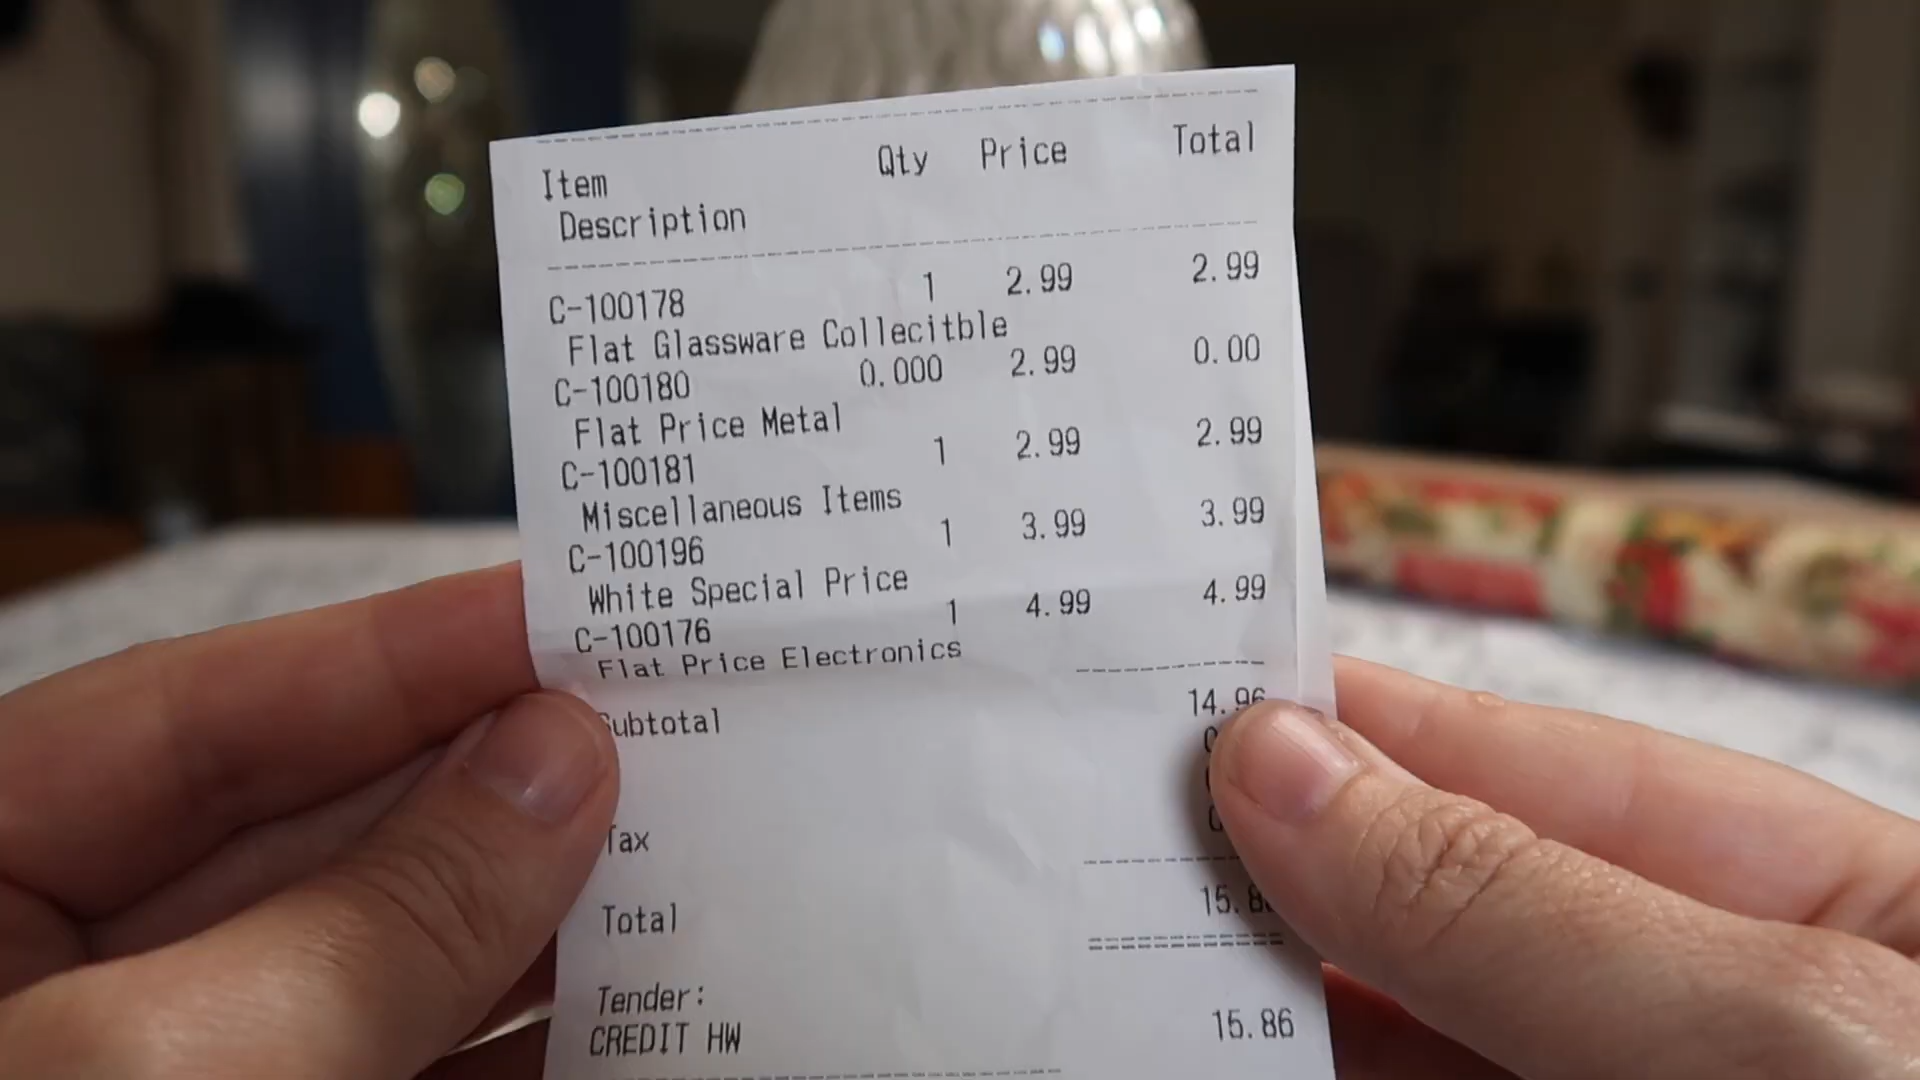 Item Qty Price Total
Description
C-100178 1 2.99 2.99
Flat Glassware Collecitble
C-100180 0.000 2.99 0.00
Flat Price Metal
C-100181 1 2.99 2.99
Miscellaneous Items
C-100196 1 3.99 3.99
White Special Price
C-100176 1 4.99 4.99
Flat Price Electronics
Subtotal 14.96
Tax
Total
Tender:
CREDIT HW 15.86